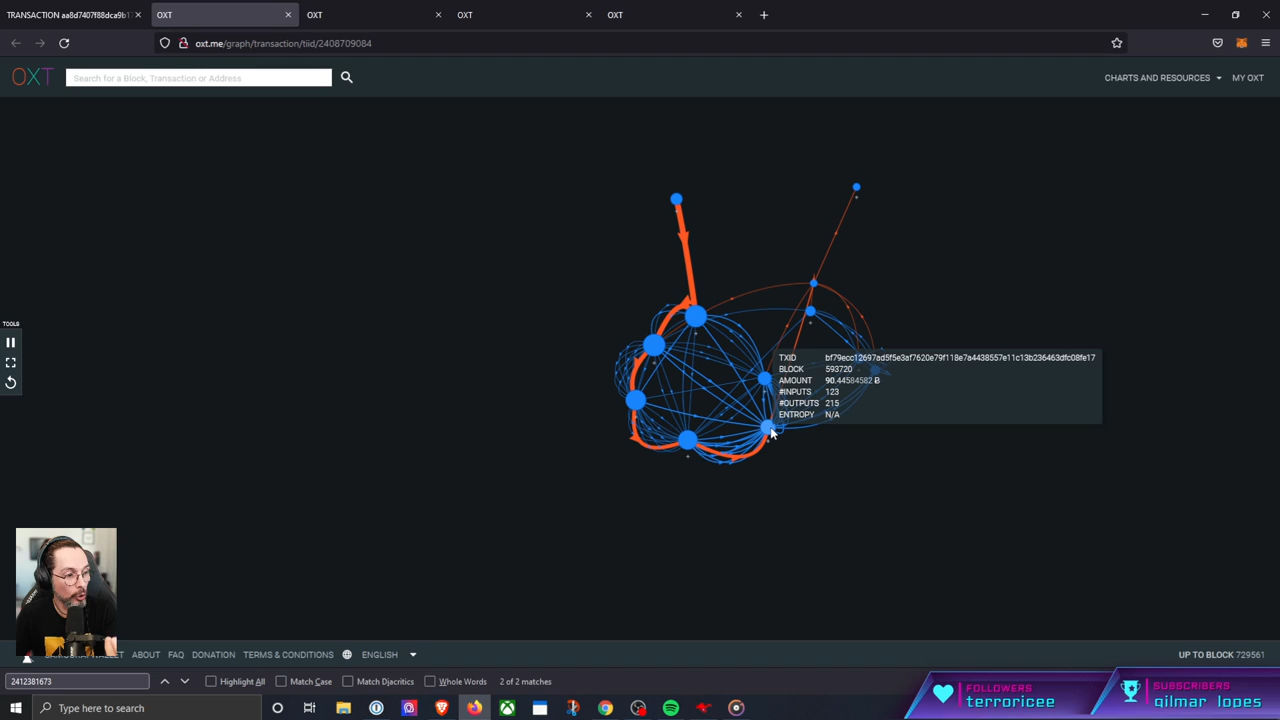 TRANSACTION aa8d7407f88dca9b1
OXT
OXT
OXT
OXT
oxt.me/graph/transaction/tiid/2408709084
OXT
Search for a Block, Transaction or Address
CHARTS AND RESOURCES
MY OXT
TOOLS
TXID bf79ecc12697ad5f5e3af7620e79f118e7a4438557e11c13b236463dfc08fe17
BLOCK 593720
AMOUNT 90.44584582 Ƀ
#INPUTS 123
#OUTPUTS 215
ENTROPY N/A
ABOUT
FAQ
DONATION
TERMS & CONDITIONS
ENGLISH
UP TO BLOCK 729561
2412381673
Highlight All
Match Case
Match Diacritics
Whole Words
2 of 2 matches
FOLLOWERS
terroricee
SUBSCRIBERS
gilmar lopes
Type here to search